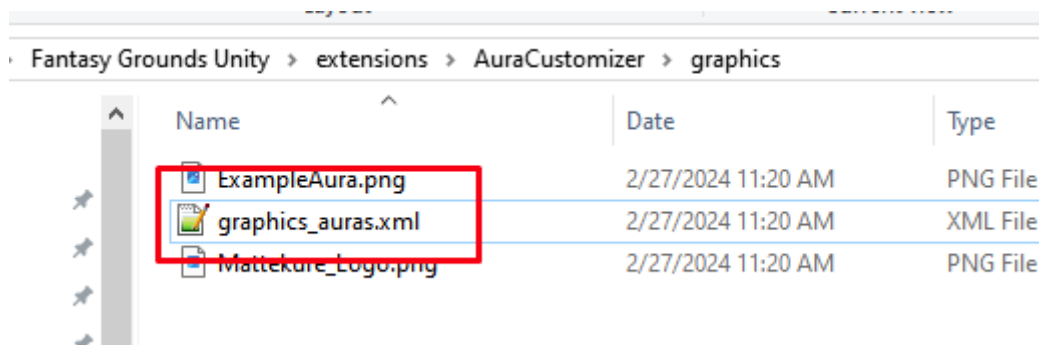 Fantasy Grounds Unity > extensions > AuraCustomizer > graphics
Name Date Type
ExampleAura.png 2/27/2024 11:20 AM PNG File
graphics_auras.xml 2/27/2024 11:20 AM XML File
Mattekure_Logo.png 2/27/2024 11:20 AM PNG File